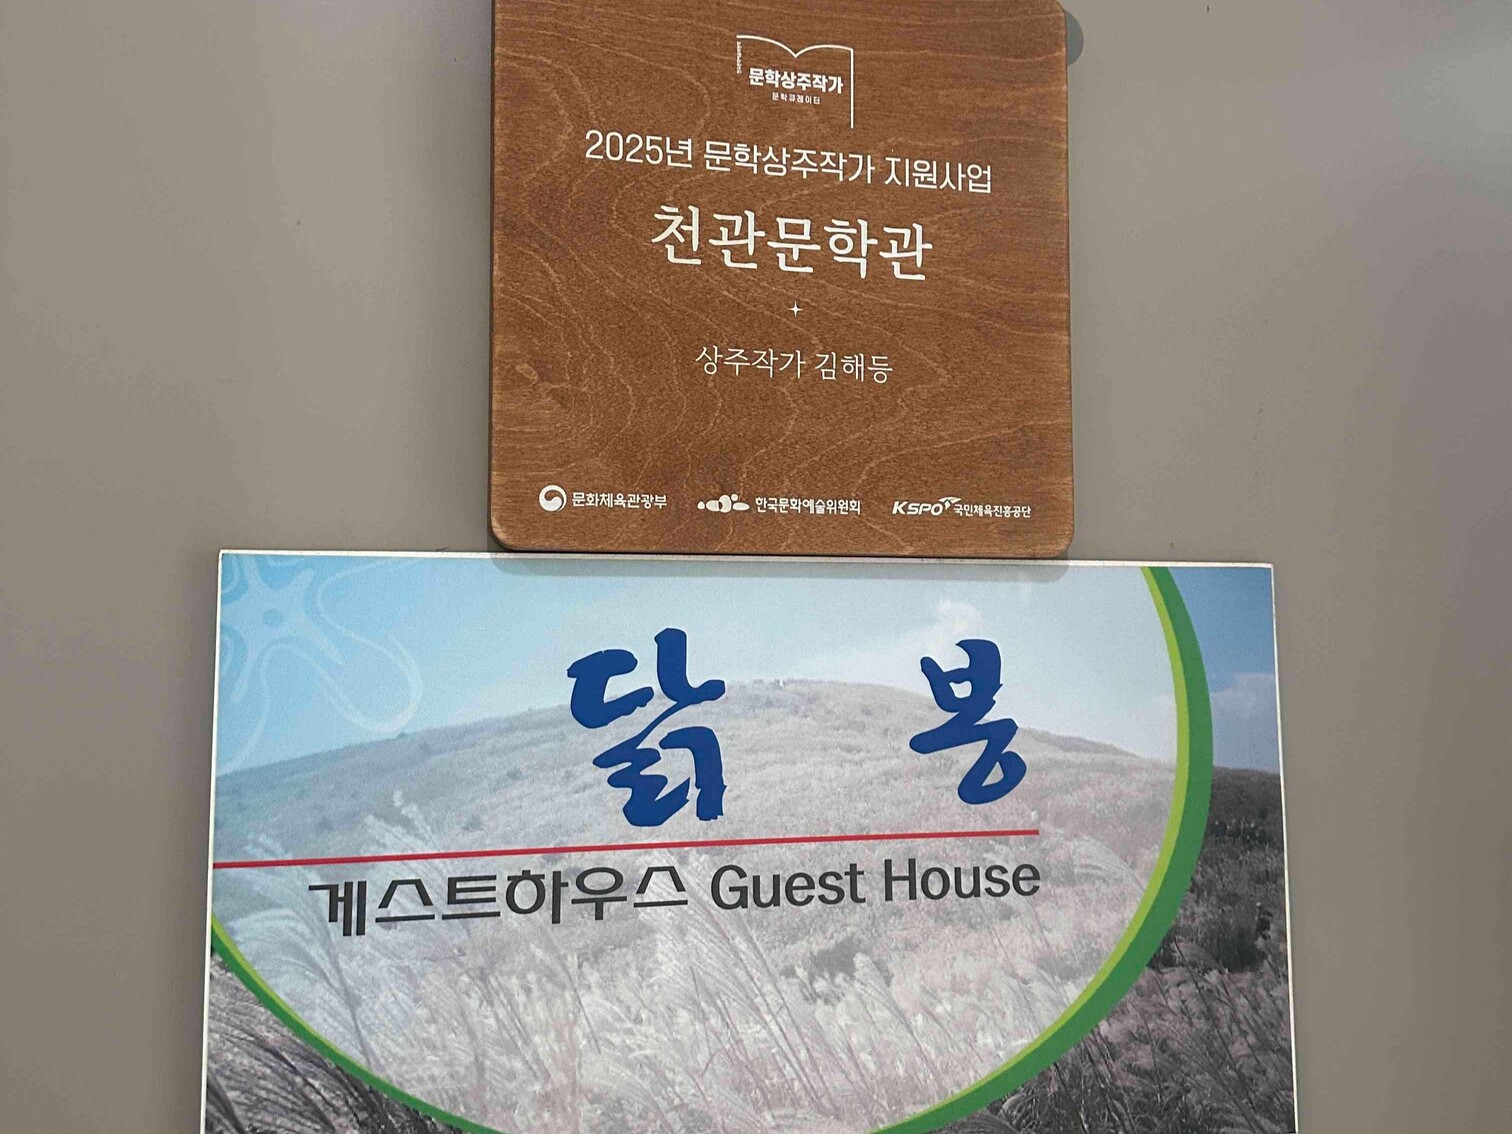 문학상주작가
문학큐레이터
2025년 문학상주작가 지원사업
천관문학관
상주작가 김해등
문화체육관광부 한국문화예술위원회 KSPO 국민체육진흥공단
닭 봉
게스트하우스 Guest House